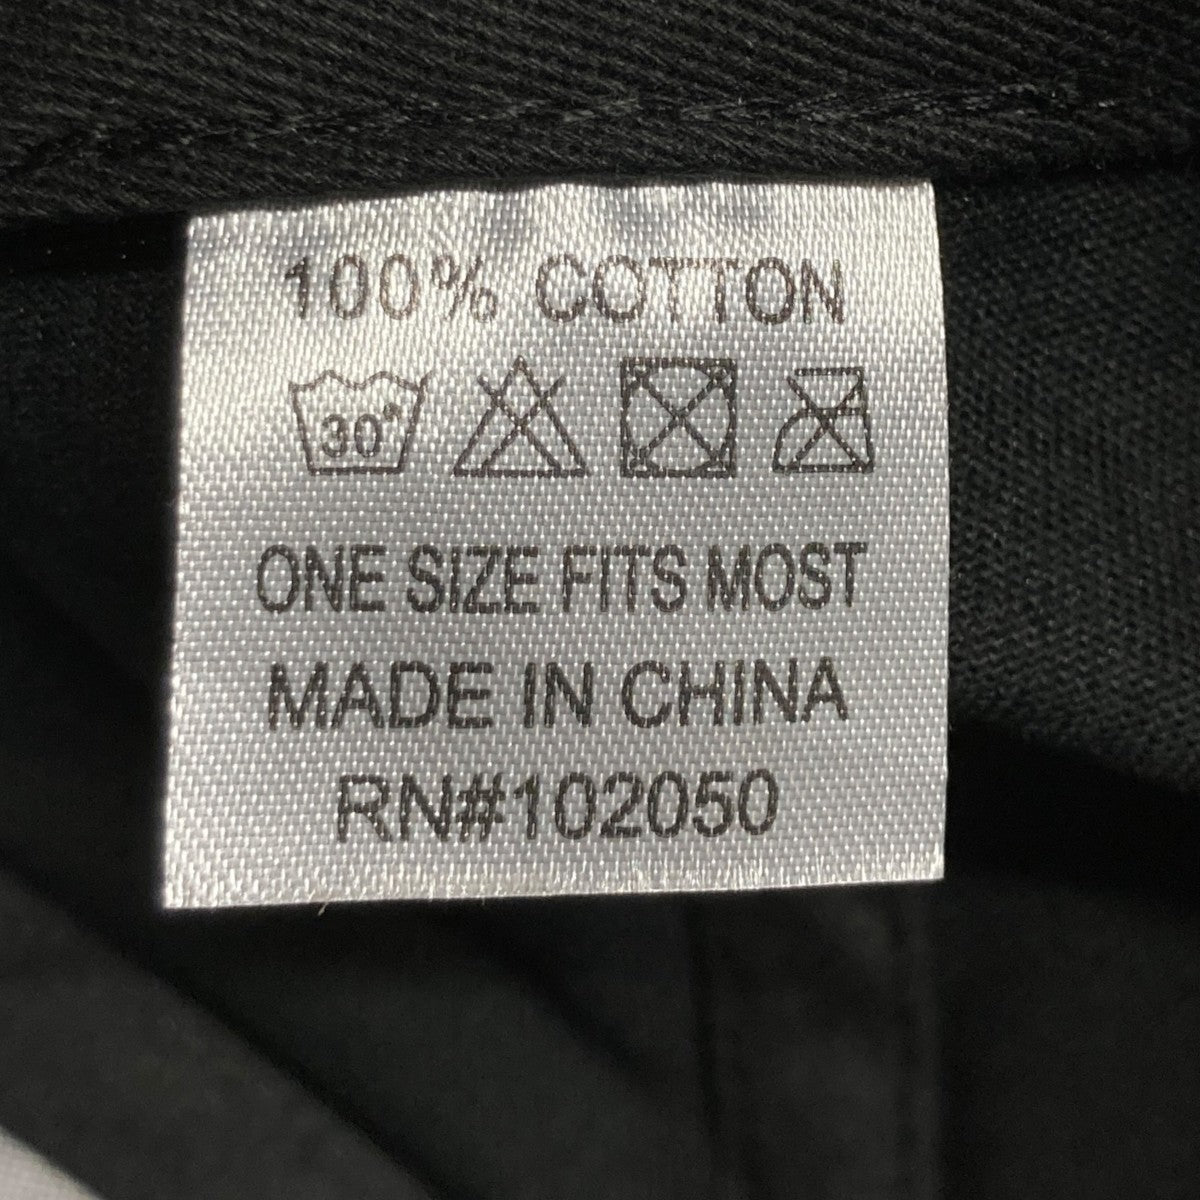 100% COTTON
30°
ONE SIZE FITS MOST
MADE IN CHINA
RN#102050